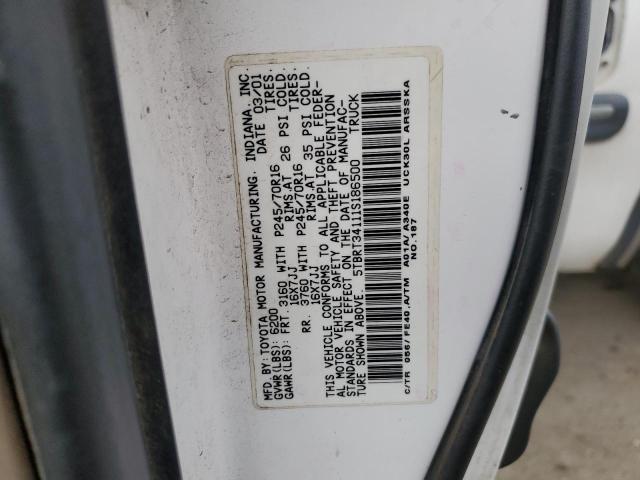 MFD. BY: TOYOTA MOTOR MANUFACTURING, INDIANA, INC.
GVWR(LBS): 6200 DATE 03/01
GAWR(LBS): FRT. 3160 WITH P245/70R16 TIRES.
16X7JJ RIMS.AT 26 PSI COLD.
RR. 3760 WITH P245/70R16 TIRES.
16X7JJ RIMS.AT 35 PSI COLD.
THIS VEHICLE CONFORMS TO ALL APPLICABLE FEDER-
AL MOTOR VEHICLE SAFETY AND THEFT PREVENTION
STANDARDS IN EFFECT ON THE DATE OF MANUFAC-
TURE SHOWN ABOVE. 5TBRT34111S186500 TRUCK
C/TR 056/FE40,A/TM A01A/A340E UCK30L ARSSKA
NO.187